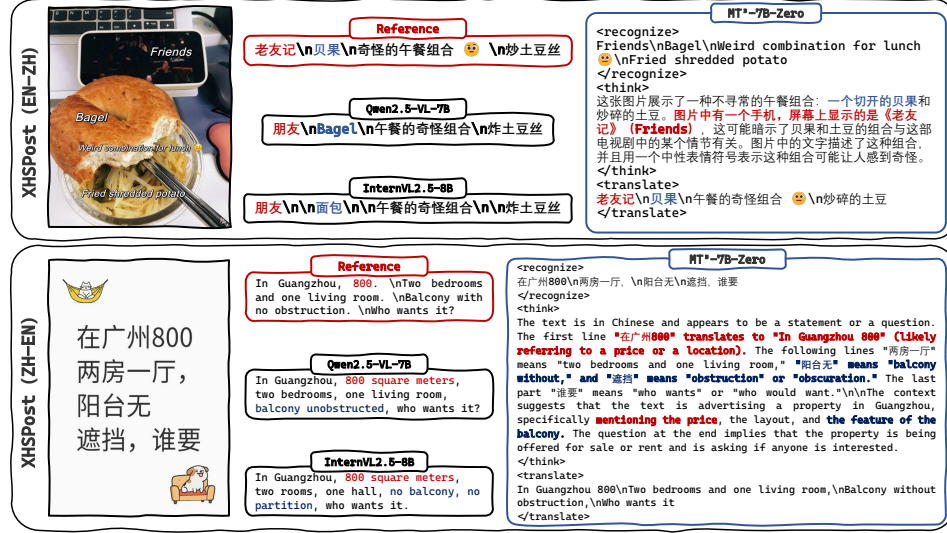 XHSPost (EN-ZH)
Friends
Bagel
Weird combination for lunch 😐
Fried shredded potato
Reference
老友记\n贝果\n奇怪的午餐组合 😐 \n炒土豆丝
Qwen2.5-VL-7B
朋友\nBagel\n午餐的奇怪组合\n炸土豆丝
InternVL2.5-8B
朋友\n\n面包\n\n午餐的奇怪组合\n\n炸土豆丝
MT³-7B-Zero
<recognize>
Friends\nBagel\nWeird combination for lunch
😐\nFried shredded potato
</recognize>
<think>
这张图片展示了一种不寻常的午餐组合：一个切开的贝果和
炒碎的土豆。图片中有一个手机，屏幕上显示的是《老友
记》（Friends），这可能暗示了贝果和土豆的组合与这部
电视剧中的某个情节有关。图片中的文字描述了这种组合，
并且用一个中性表情符号表示这种组合可能让人感到奇怪。
</think>
<translate>
老友记\n贝果\n午餐的奇怪组合 😐\n炒碎的土豆
</translate>
XHSPost (ZH-EN)
在广州800
两房一厅，
阳台无
遮挡，谁要
Reference
In Guangzhou, 800. \nTwo bedrooms
and one living room. \nBalcony with
no obstruction. \nWho wants it?
Qwen2.5-VL-7B
In Guangzhou, 800 square meters,
two bedrooms, one living room,
balcony unobstructed, who wants it?
InternVL2.5-8B
In Guangzhou, 800 square meters,
two rooms, one hall, no balcony, no
partition, who want it.
MT³-7B-Zero
<recognize>
在广州800\n两房一厅，\n阳台无\n遮挡，谁要
</recognize>
<think>
The text is in Chinese and appears to be a statement or a question.
The first line "在广州800" translates to "In Guangzhou 800" (likely
referring to a price or a location). The following lines "两房一厅"
means "two bedrooms and one living room," "阳台无" means "balcony
without," and "遮挡" means "obstruction" or "obscuration." The last
part "谁要" means "who wants" or "who would want."\n\nThe context
suggests that the text is advertising a property in Guangzhou,
specifically mentioning the price, the layout, and the feature of the
balcony. The question at the end implies that the property is being
offered for sale or rent and is asking if anyone is interested.
</think>
<translate>
In Guangzhou 800\nTwo bedrooms and one living room,\nBalcony without
obstruction,\nWho wants it
</translate>